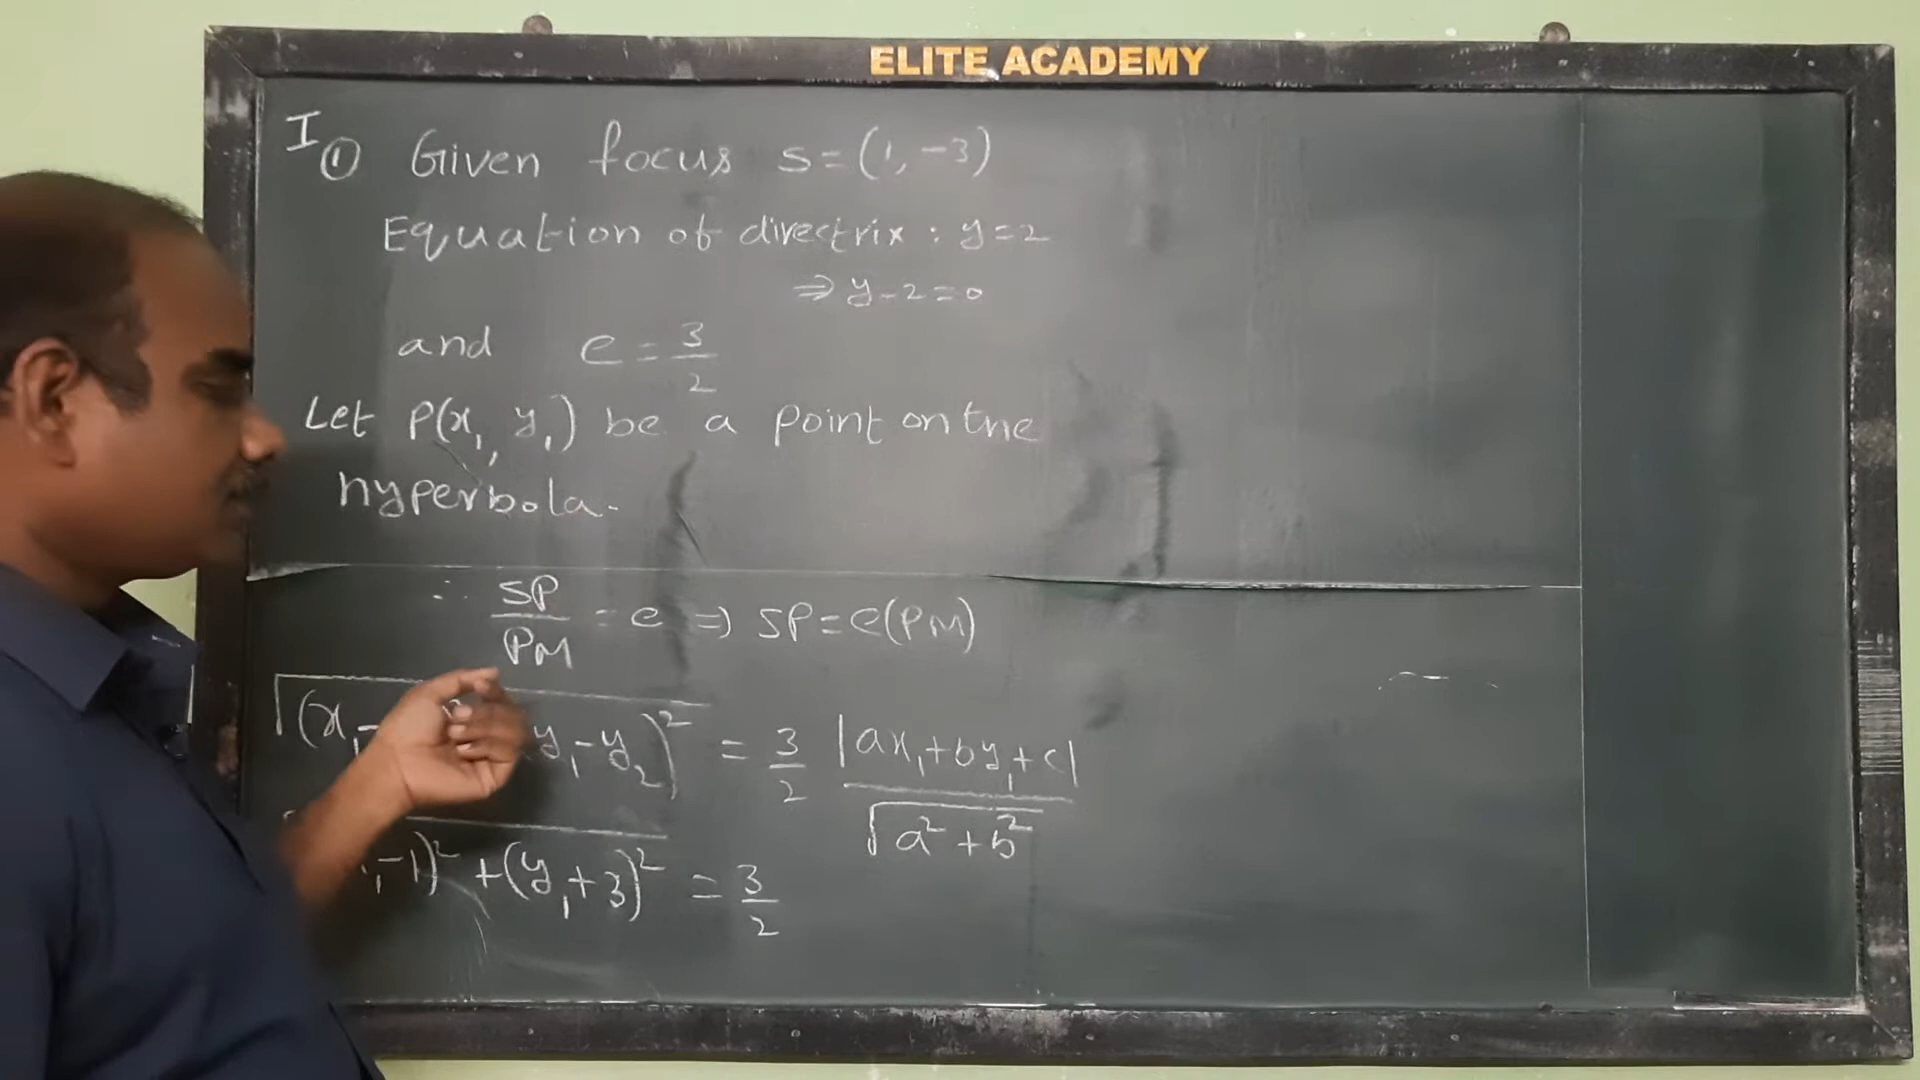 ELITE ACADEMY
I ① Given focus S=(1,-3)
Equation of directrix : y=2
⇒ y-2=0
and e = 3/2
Let P(x₁, y₁) be a point on the
hyperbola.
∴ SP/PM = e ⇒ SP=e(PM)
√(x₁- )² y₁-y₂)² = 3/2 |ax₁+by₁+c| / √a²+b²
₁-1)² +(y₁+3)² = 3/2